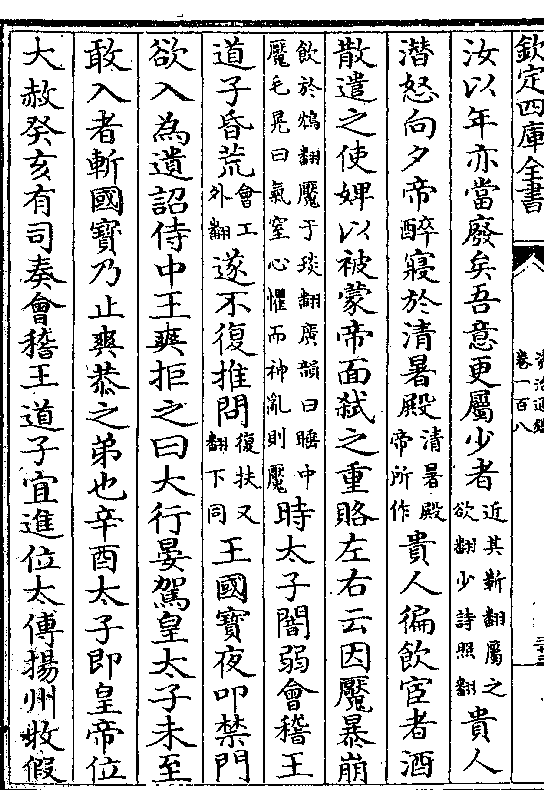 欽定四庫全書
資治通鑑
卷一百八
汝以年亦當廢矣吾意更屬少者近其靳翻屬之欲翻少詩照翻貴人
潛怒向夕帝醉寢於清暑殿清暑殿帝所作貴人徧飲宦者酒
散遣之使婢以被蒙帝面弑之重賂左右云因魘暴崩
飲於鴆翻魘于琰翻廣韻曰睡中魘毛晃曰氣窒心懼而神亂則魘時太子闇弱會稽王
道子昏荒會工外翻遂不復推問復扶又翻下同王國寶夜叩禁門
欲入為遺詔侍中王爽拒之曰大行晏駕皇太子未至
敢入者斬國寶乃止爽恭之弟也辛酉太子即皇帝位
大赦癸亥有司奏會稽王道子宜進位太傅揚州牧假